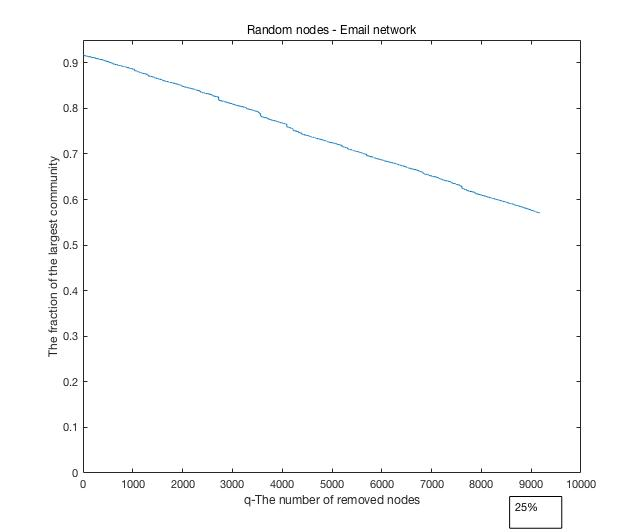 Random nodes - Email network
The fraction of the largest community
0.9
0.8
0.7
0.6
0.5
0.4
0.3
0.2
0.1
0
0 1000 2000 3000 4000 5000 6000 7000 8000 9000 10000
q-The number of removed nodes
25%